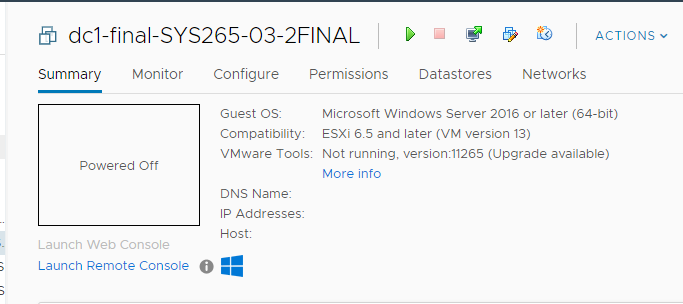 dc1-final-SYS265-03-2FINAL
ACTIONS
Summary Monitor Configure Permissions Datastores Networks
Powered Off
Guest OS: Microsoft Windows Server 2016 or later (64-bit)
Compatibility: ESXi 6.5 and later (VM version 13)
VMware Tools: Not running, version:11265 (Upgrade available)
More info
DNS Name:
IP Addresses:
Host:
Launch Web Console
Launch Remote Console